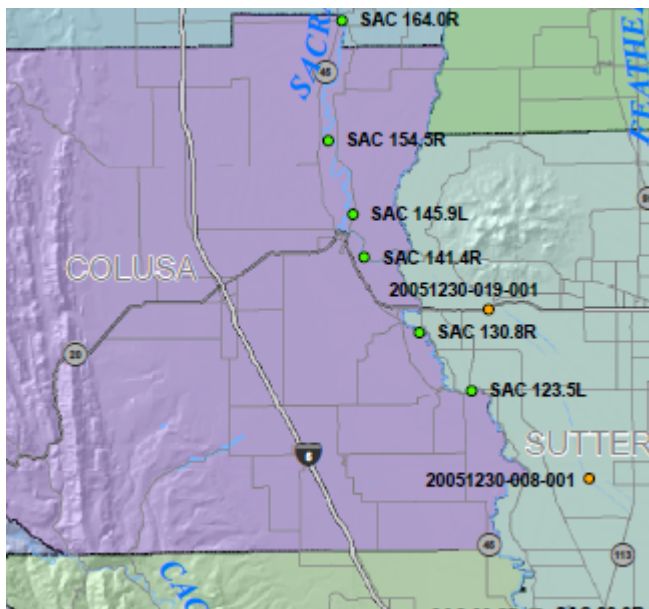 SAC 164.0R
SACR
45
FEATHE
SAC 154.5R
SAC 145.9L
SAC 141.4R
COLUSA
20051230-019-001
SAC 130.8R
20
SAC 123.5L
SUTTER
5
20051230-008-001
45
113
CAC